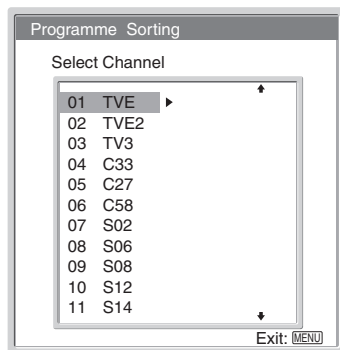 Programme Sorting
Select Channel
01 TVE
02 TVE2
03 TV3
04 C33
05 C27
06 C58
07 S02
08 S06
09 S08
10 S12
11 S14
Exit: MENU